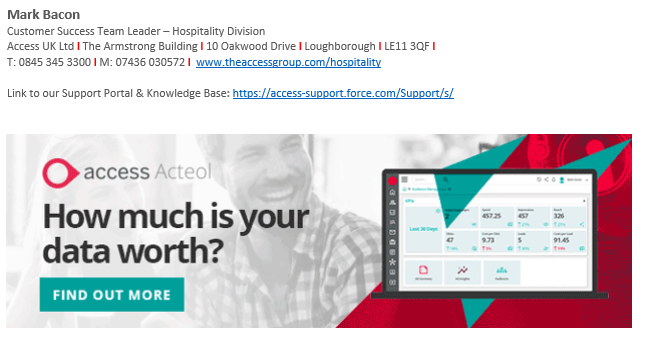 Mark Bacon
Customer Success Team Leader – Hospitality Division
Access UK Ltd I The Armstrong Building I 10 Oakwood Drive I Loughborough I LE11 3QF I
T: 0845 345 3300 I M: 07436 030572 I www.theaccessgroup.com/hospitality
Link to our Support Portal & Knowledge Base: https://access-support.force.com/Support/s/
access Acteol
How much is your
data worth?
FIND OUT MORE
KPIs
Last 30 Days
2
457.25
457
326
47
9.73
5
91.45